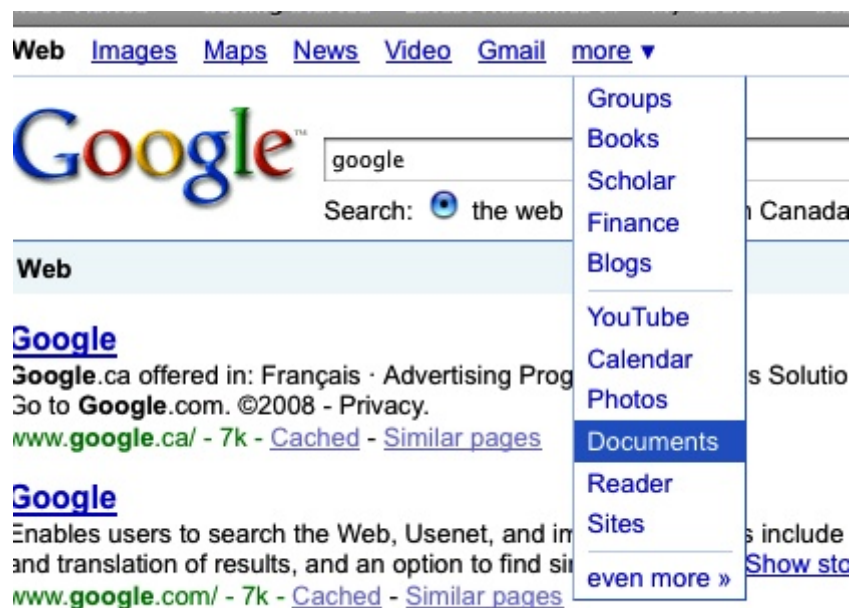 Web Images Maps News Video Gmail more ▼
Groups
Books
Scholar
Finance
Blogs
YouTube
Calendar
Photos
Documents
Reader
Sites
even more »
Google™
google
Search: the web Canada
Web
Google
Google.ca offered in: Français · Advertising Prog s Solutio
Go to Google.com. ©2008 - Privacy.
www.google.ca/ - 7k - Cached - Similar pages
Google
Enables users to search the Web, Usenet, and im s include
and translation of results, and an option to find si Show sto
www.google.com/ - 7k - Cached - Similar pages